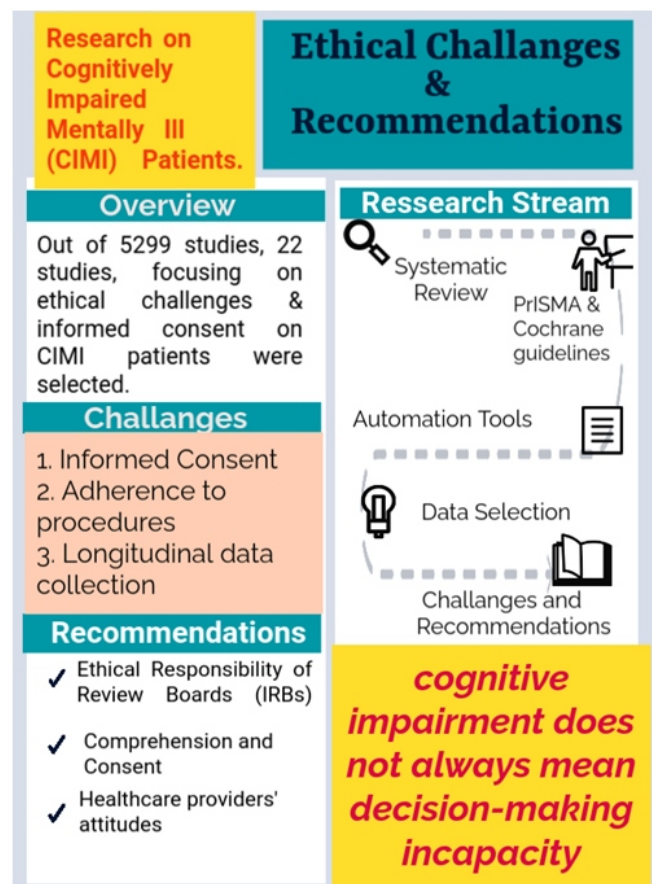 Research on
Cognitively
Impaired
Mentally Ill
(CIMI) Patients.
Ethical Challanges
&
Recommendations
Overview
Out of 5299 studies, 22
studies, focusing on
ethical challenges &
informed consent on
CIMI patients were
selected.
Challanges
1. Informed Consent
2. Adherence to
procedures
3. Longitudinal data
collection
Recommendations
Ethical Responsibility of
Review Boards (IRBs)
Comprehension and
Consent
Healthcare providers'
attitudes
Ressearch Stream
Systematic
Review
PrISMA &
Cochrane
guidelines
Automation Tools
Data Selection
Challanges and
Recommendations
cognitive
impairment does
not always mean
decision-making
incapacity